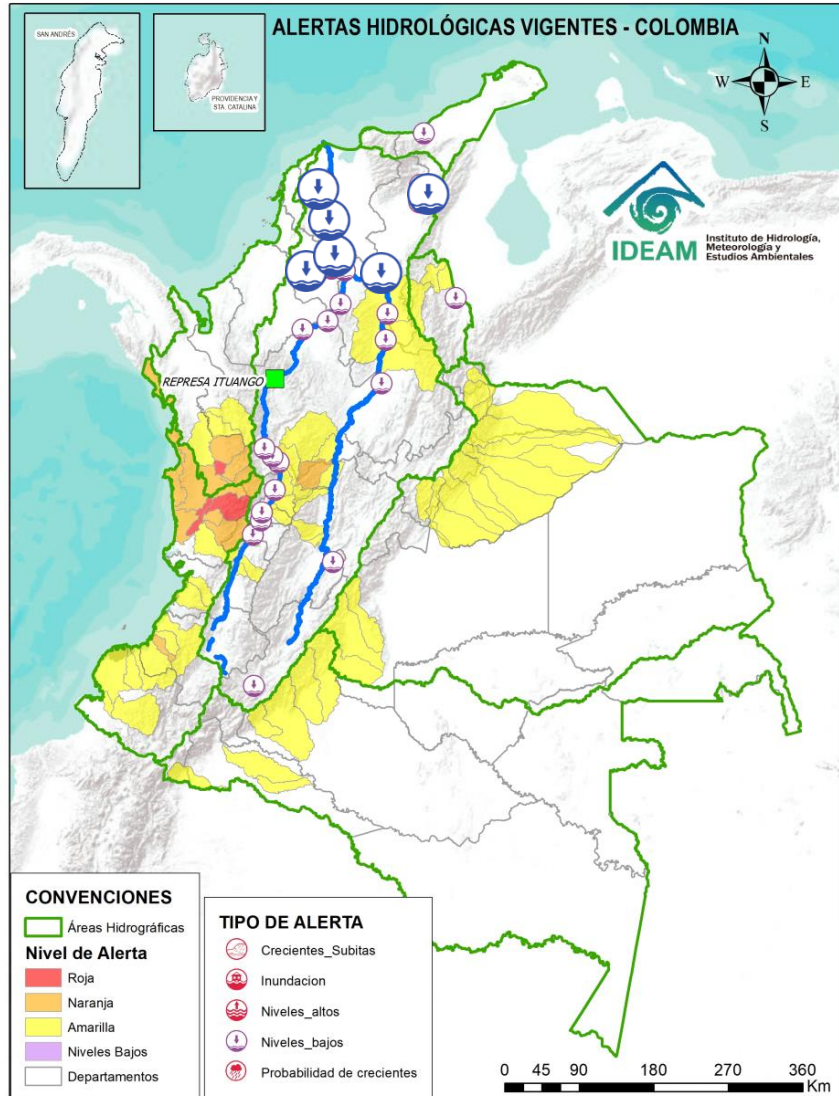 ALERTAS HIDROLÓGICAS VIGENTES - COLOMBIA
SAN ANDRÉS
PROVIDENCIA Y
STA. CATALINA
N
W
E
S
IDEAM
Instituto de Hidrología,
Meteorología y
Estudios Ambientales
REPRESA ITUANGO
CONVENCIONES
Áreas Hidrográficas
Nivel de Alerta
Roja
Naranja
Amarilla
Niveles Bajos
Departamentos
TIPO DE ALERTA
Crecientes_Subitas
Inundacion
Niveles_altos
Niveles_bajos
Probabilidad de crecientes
0 45 90 180 270 360
Km